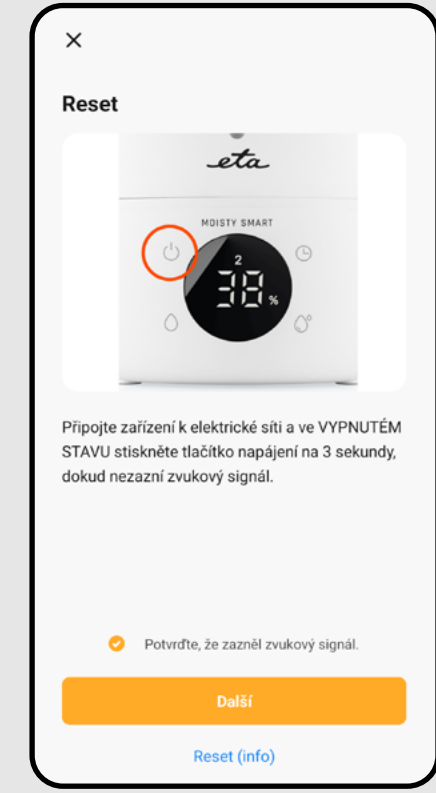 Reset
eta
MOISTY SMART
2
38 %
Připojte zařízení k elektrické síti a ve VYPNUTÉM
STAVU stiskněte tlačítko napájení na 3 sekundy,
dokud nezazní zvukový signál.
Potvrďte, že zazněl zvukový signál.
Další
Reset (info)